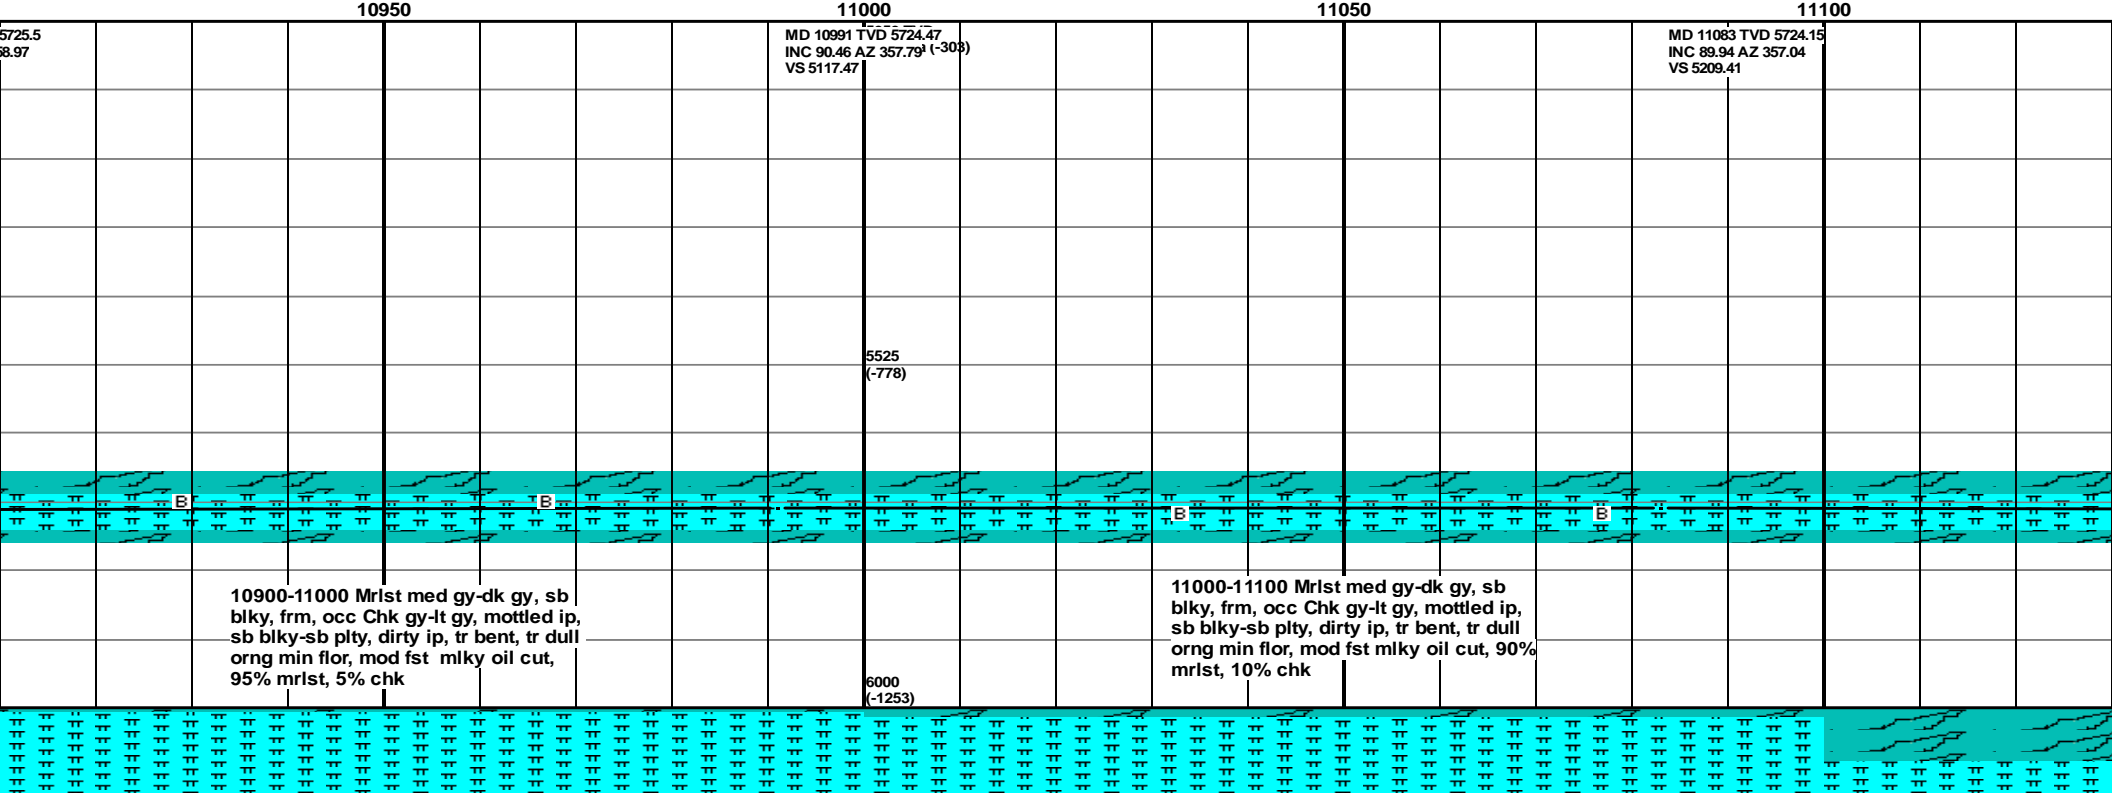 10950
11000
11050
11100
5725.5
8.97
MD 10991 TVD 5724.47
INC 90.46 AZ 357.79
(-303)
VS 5117.47
MD 11083 TVD 5724.15
INC 89.94 AZ 357.04
VS 5209.41
5525
(-778)
B
B
B
B
10900-11000 Mrlst med gy-dk gy, sb
blky, frm, occ Chk gy-lt gy, mottled ip,
sb blky-sb plty, dirty ip, tr bent, tr dull
orng min flor, mod fst mlky oil cut,
95% mrlst, 5% chk
11000-11100 Mrlst med gy-dk gy, sb
blky, frm, occ Chk gy-lt gy, mottled ip,
sb blky-sb plty, dirty ip, tr bent, tr dull
orng min flor, mod fst mlky oil cut, 90%
mrlst, 10% chk
6000
(-1253)